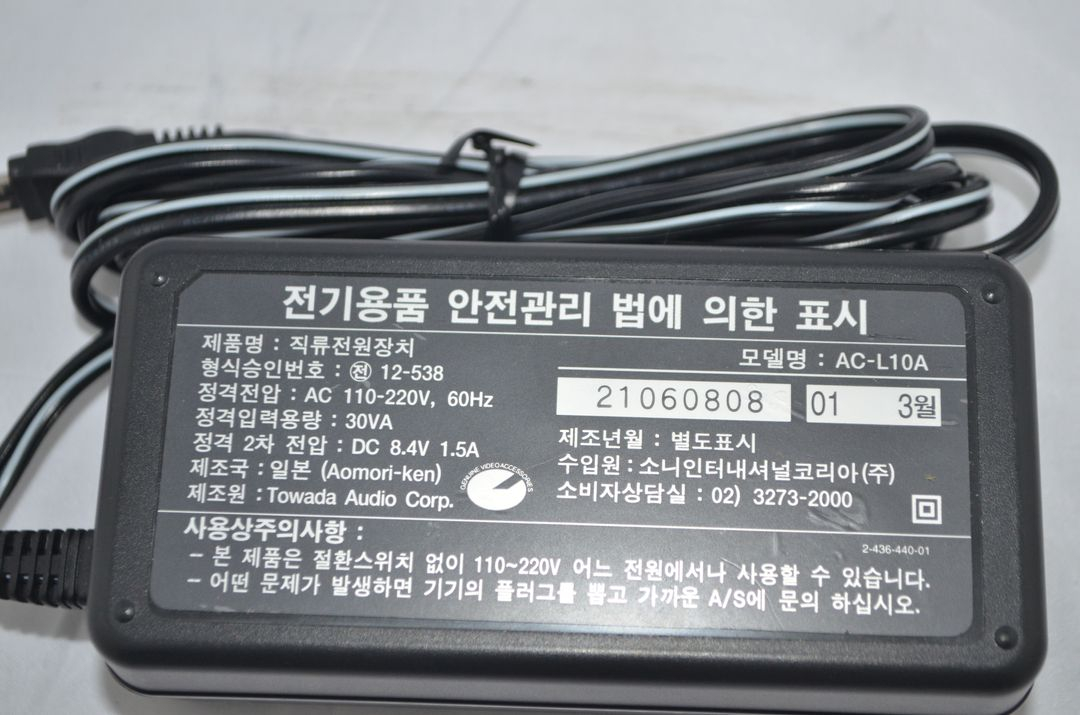 전기용품 안전관리 법에 의한 표시
제품명 : 직류전원장치
형식승인번호 : 전 12-538
정격전압 : AC 110-220V, 60Hz
정격입력용량 : 30VA
정격 2차 전압 : DC 8.4V 1.5A
제조국 : 일본 (Aomori-ken)
제조원 : Towada Audio Corp.
GENUINE VIDEO ACCESSORIES
모델명 : AC-L10A
21060808 01 3월
제조년월 : 별도표시
수입원 : 소니인터내셔널코리아(주)
소비자상담실 : 02) 3273-2000
사용상주의사항 :
2-436-440-01
- 본 제품은 절환스위치 없이 110~220V 어느 전원에서나 사용할 수 있습니다.
- 어떤 문제가 발생하면 기기의 플러그를 뽑고 가까운 A/S에 문의 하십시오.